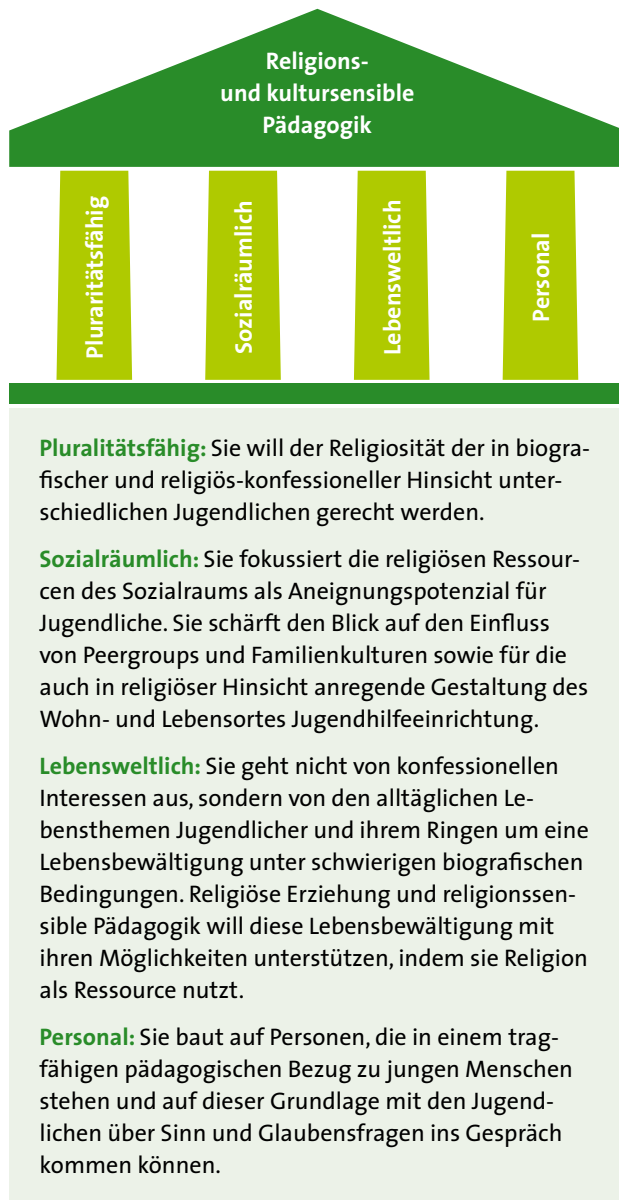 Religions-
und kultursensible
Pädagogik
Pluraritätsfähig
Sozialräumlich
Lebensweltlich
Personal
Pluralitätsfähig: Sie will der Religiosität der in biogra-
fischer und religiös-konfessioneller Hinsicht unter-
schiedlichen Jugendlichen gerecht werden.
Sozialräumlich: Sie fokussiert die religiösen Ressour-
cen des Sozialraums als Aneignungspotenzial für
Jugendliche. Sie schärft den Blick auf den Einfluss
von Peergroups und Familienkulturen sowie für die
auch in religiöser Hinsicht anregende Gestaltung des
Wohn- und Lebensortes Jugendhilfeeinrichtung.
Lebensweltlich: Sie geht nicht von konfessionellen
Interessen aus, sondern von den alltäglichen Le-
bensthemen Jugendlicher und ihrem Ringen um eine
Lebensbewältigung unter schwierigen biografischen
Bedingungen. Religiöse Erziehung und religionssen-
sible Pädagogik will diese Lebensbewältigung mit
ihren Möglichkeiten unterstützen, indem sie Religion
als Ressource nutzt.
Personal: Sie baut auf Personen, die in einem trag-
fähigen pädagogischen Bezug zu jungen Menschen
stehen und auf dieser Grundlage mit den Jugend-
lichen über Sinn und Glaubensfragen ins Gespräch
kommen können.